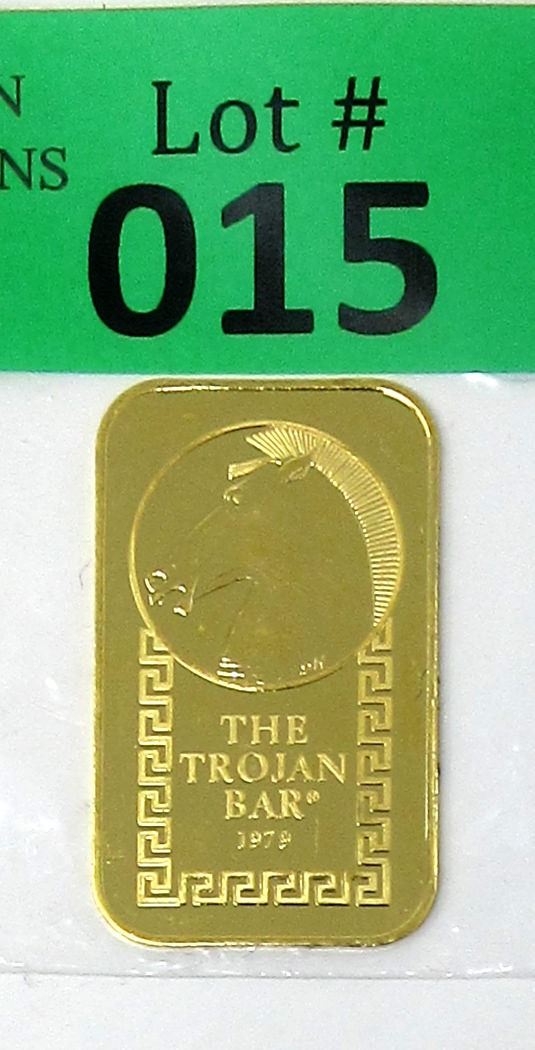 N
NS
Lot #
015
THE
TROJAN
BAR®
1979